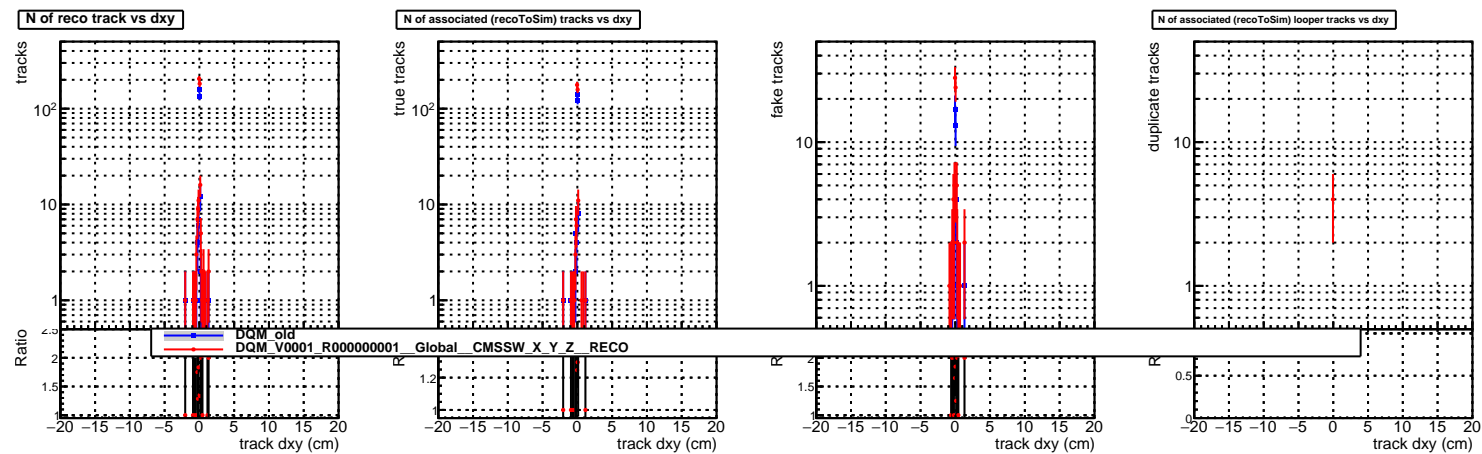 N of reco track vs dxy
tracks
10²
10
1
Ratio
2.5
2
1.5
1
−20 −15 −10 −5 0 5 10 15 20
track dxy (cm)
N of associated (recoToSim) tracks vs dxy
true tracks
10²
10
1
1.2
1
−20 −15 −10 −5 0 5 10 15 20
track dxy (cm)
fake tracks
10
1
2
1.5
1
−20 −15 −10 −5 0 5 10 15 20
track dxy (cm)
N of associated (recoToSim) looper tracks vs dxy
duplicate tracks
10
1
0.5
0
−20 −15 −10 −5 0 5 10 15 20
track dxy (cm)
DQM_old
DQM_V0001_R000000001__Global__CMSSW_X_Y_Z__RECO